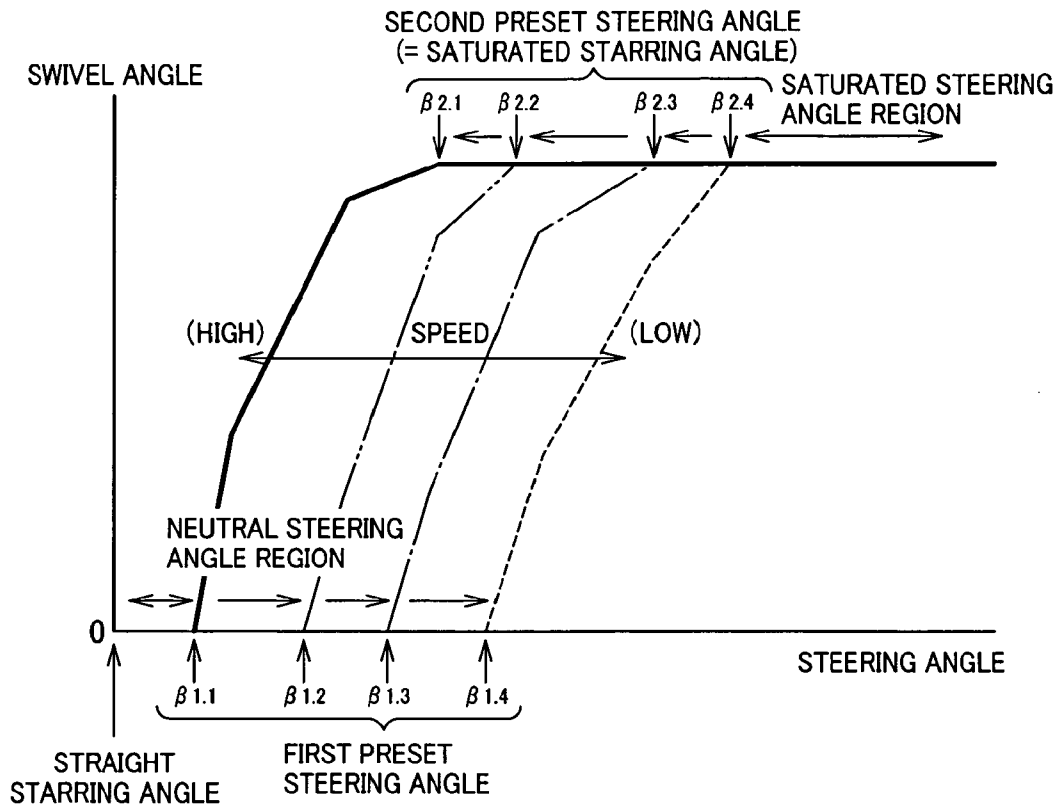 SECOND PRESET STEERING ANGLE
(= SATURATED STARRING ANGLE)
SWIVEL ANGLE
SATURATED STEERING
ANGLE REGION
β 2.1
β 2.2
β 2.3
β 2.4
(HIGH)
SPEED
(LOW)
NEUTRAL STEERING
ANGLE REGION
0
STEERING ANGLE
β 1.1
β 1.2
β 1.3
β 1.4
STRAIGHT
STARRING ANGLE
FIRST PRESET
STEERING ANGLE